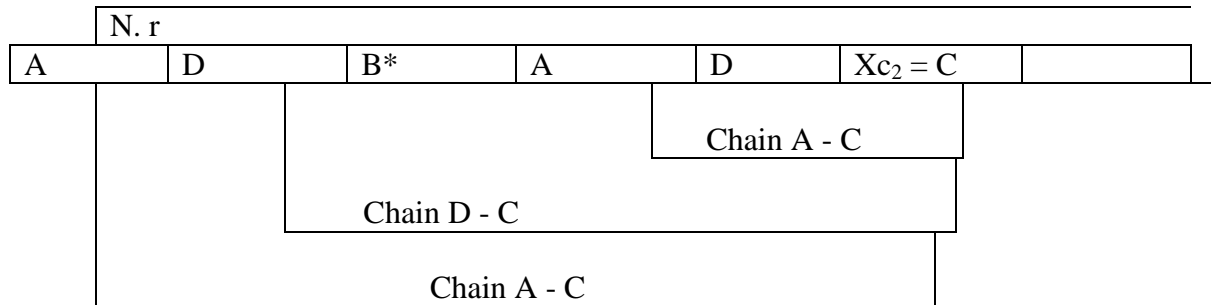 N. r
A D B* A D Xc₂ = C
Chain A - C
Chain D - C
Chain A - C